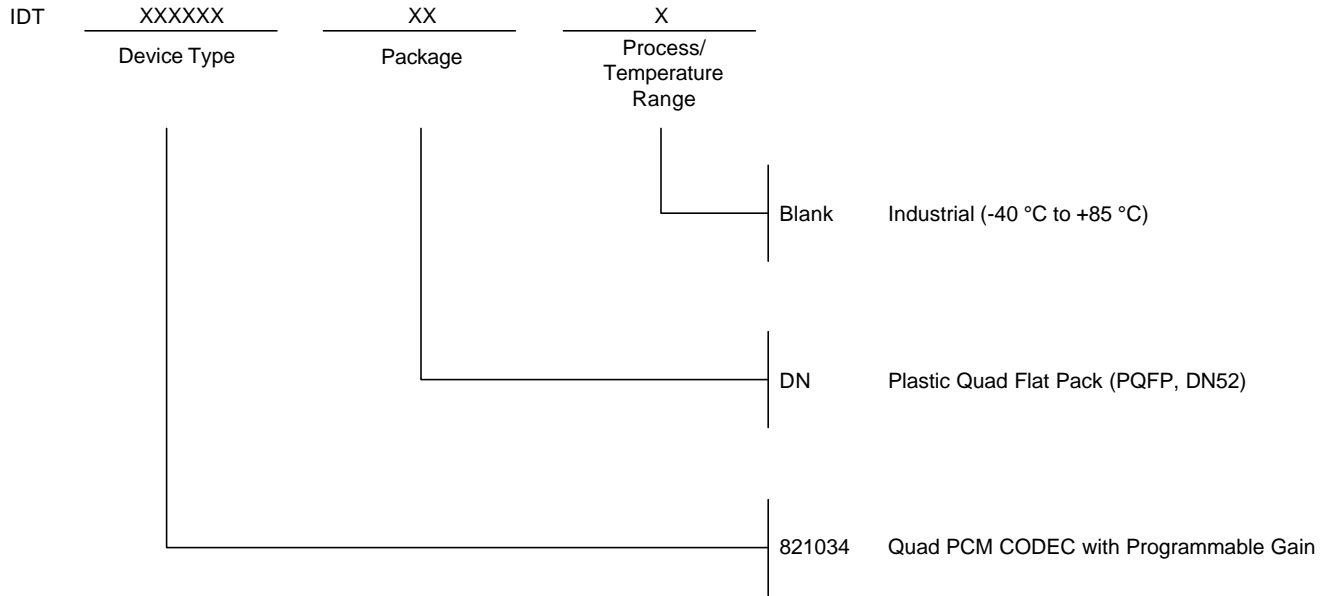 IDT XXXXXX XX X
Device Type Package Process/
Temperature
Range
Blank Industrial (-40 °C to +85 °C)
DN Plastic Quad Flat Pack (PQFP, DN52)
821034 Quad PCM CODEC with Programmable Gain